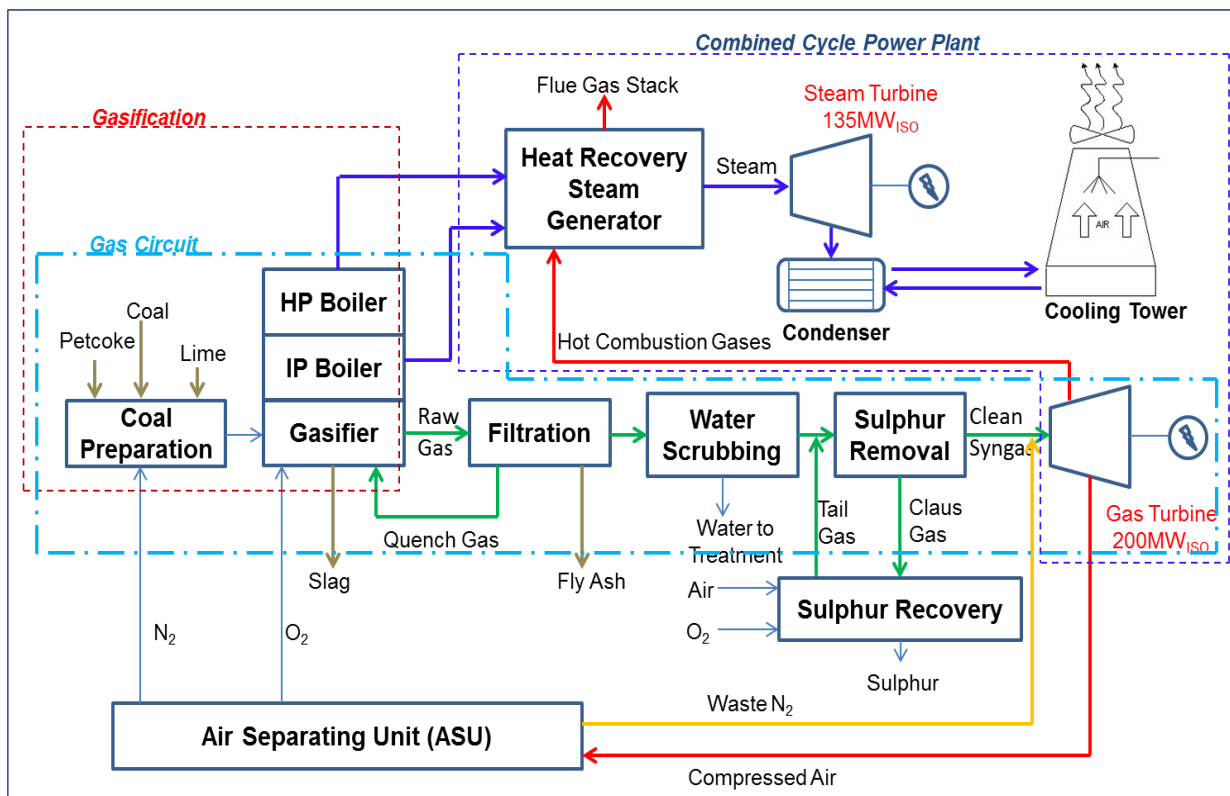 Combined Cycle Power Plant
Flue Gas Stack
Steam Turbine
135MWISO
Gasification
Heat Recovery
Steam
Generator
Steam
AIR
Gas Circuit
HP Boiler
Cooling Tower
Condenser
Coal
Petcoke
Lime
IP Boiler
Hot Combustion Gases
Coal
Preparation
Gasifier
Raw
Gas
Filtration
Water
Scrubbing
Sulphur
Removal
Clean
Syngas
Quench Gas
Water to
Treatment
Tail
Gas
Claus
Gas
Gas Turbine
200MWISO
Slag
Fly Ash
Air
O2
Sulphur Recovery
N2
O2
Sulphur
Waste N2
Air Separating Unit (ASU)
Compressed Air